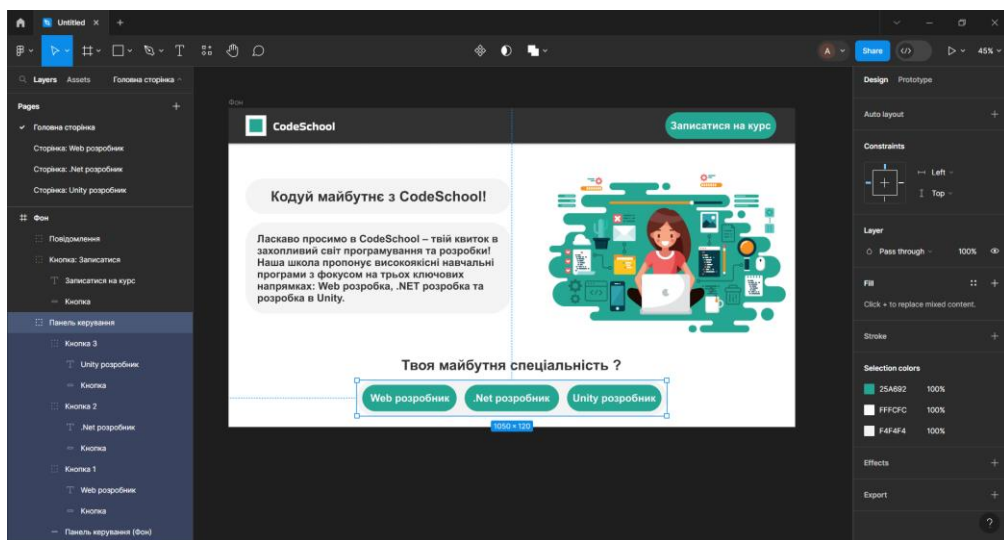 Untitled
45%
A
Share
Layers
Assets
Головна сторінка
Pages
Головна сторінка
Сторінка: Web розробник
Сторінка: .Net розробник
Сторінка: Unity розробник
Фон
Повідомлення
Кнопка: Записатися
Записатися на курс
Кнопка
Панель керування
Кнопка 3
Unity розробник
Кнопка
Кнопка 2
.Net розробник
Кнопка
Кнопка 1
Web розробник
Кнопка
Панель керування (Фон)
Фон
CodeSchool
Записатися на курс
Кодуй майбутнє з CodeSchool!
Ласкаво просимо в CodeSchool – твій квиток в
захопливий світ програмування та розробки!
Наша школа пропонує високоякісні навчальні
програми з фокусом на трьох ключових
напрямках: Web розробка, .NET розробка та
розробка в Unity.
Твоя майбутня спеціальність ?
Web розробник
.Net розробник
Unity розробник
1050 × 120
Design
Prototype
Auto layout
Constraints
Left
Top
Layer
Pass through
100%
Fill
Click + to replace mixed content.
Stroke
Selection colors
25A692 100%
FFFCFC 100%
F4F4F4 100%
Effects
Export
?